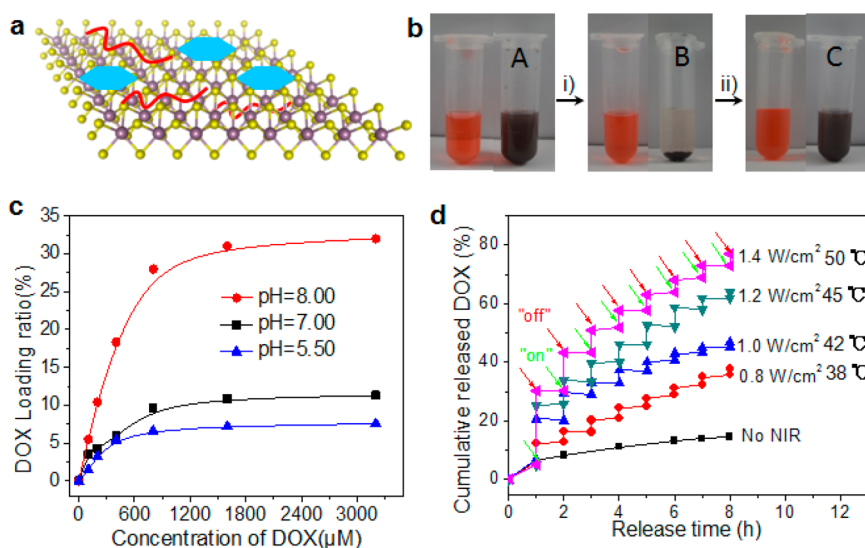 a
b
A
i)
B
ii)
C
c
DOX Loading ratio(%)
35
30
25
20
15
10
5
0
pH=8.00
pH=7.00
pH=5.50
0 600 1200 1800 2400 3000
Concentration of DOX(μM)
d
Cumulative released DOX (%)
80
60
40
20
0
"off"
"on"
1.4 W/cm² 50 ℃
1.2 W/cm² 45 ℃
1.0 W/cm² 42 ℃
0.8 W/cm² 38 ℃
No NIR
0 2 4 6 8 10 12
Release time (h)